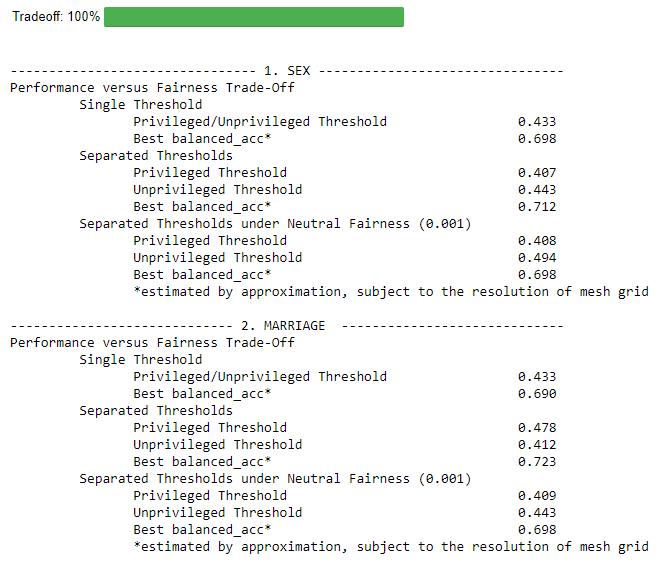 Tradeoff: 100%
-------------------------------- 1. SEX --------------------------------
Performance versus Fairness Trade-Off
Single Threshold
Privileged/Unprivileged Threshold 0.433
Best balanced_acc* 0.698
Separated Thresholds
Privileged Threshold 0.407
Unprivileged Threshold 0.443
Best balanced_acc* 0.712
Separated Thresholds under Neutral Fairness (0.001)
Privileged Threshold 0.408
Unprivileged Threshold 0.494
Best balanced_acc* 0.698
*estimated by approximation, subject to the resolution of mesh grid
----------------------------- 2. MARRIAGE -----------------------------
Performance versus Fairness Trade-Off
Single Threshold
Privileged/Unprivileged Threshold 0.433
Best balanced_acc* 0.690
Separated Thresholds
Privileged Threshold 0.478
Unprivileged Threshold 0.412
Best balanced_acc* 0.723
Separated Thresholds under Neutral Fairness (0.001)
Privileged Threshold 0.409
Unprivileged Threshold 0.443
Best balanced_acc* 0.698
*estimated by approximation, subject to the resolution of mesh grid